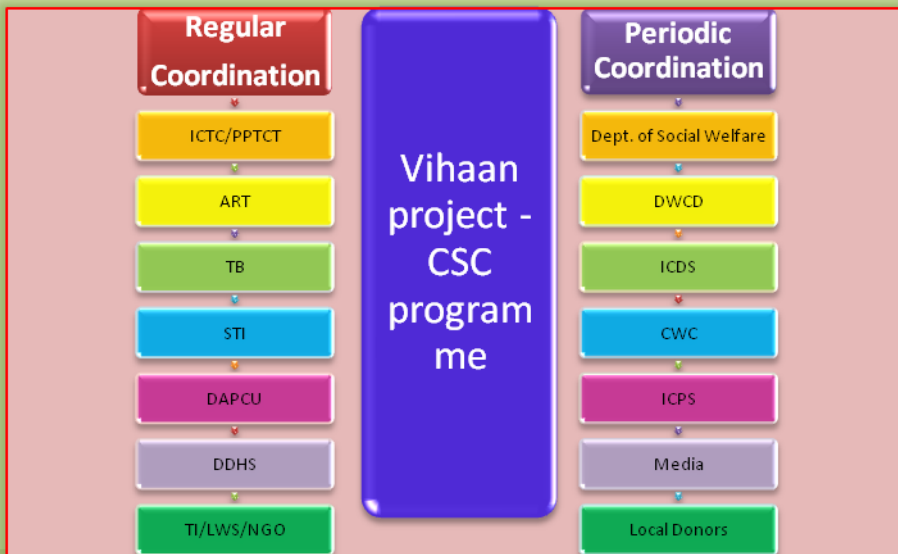 Regular
Coordination
ICTC/PPTCT
ART
TB
STI
DAPCU
DDHS
TI/LWS/NGO
Vihaan
project -
CSC
program
me
Periodic
Coordination
Dept. of Social Welfare
DWCD
ICDS
CWC
ICPS
Media
Local Donors